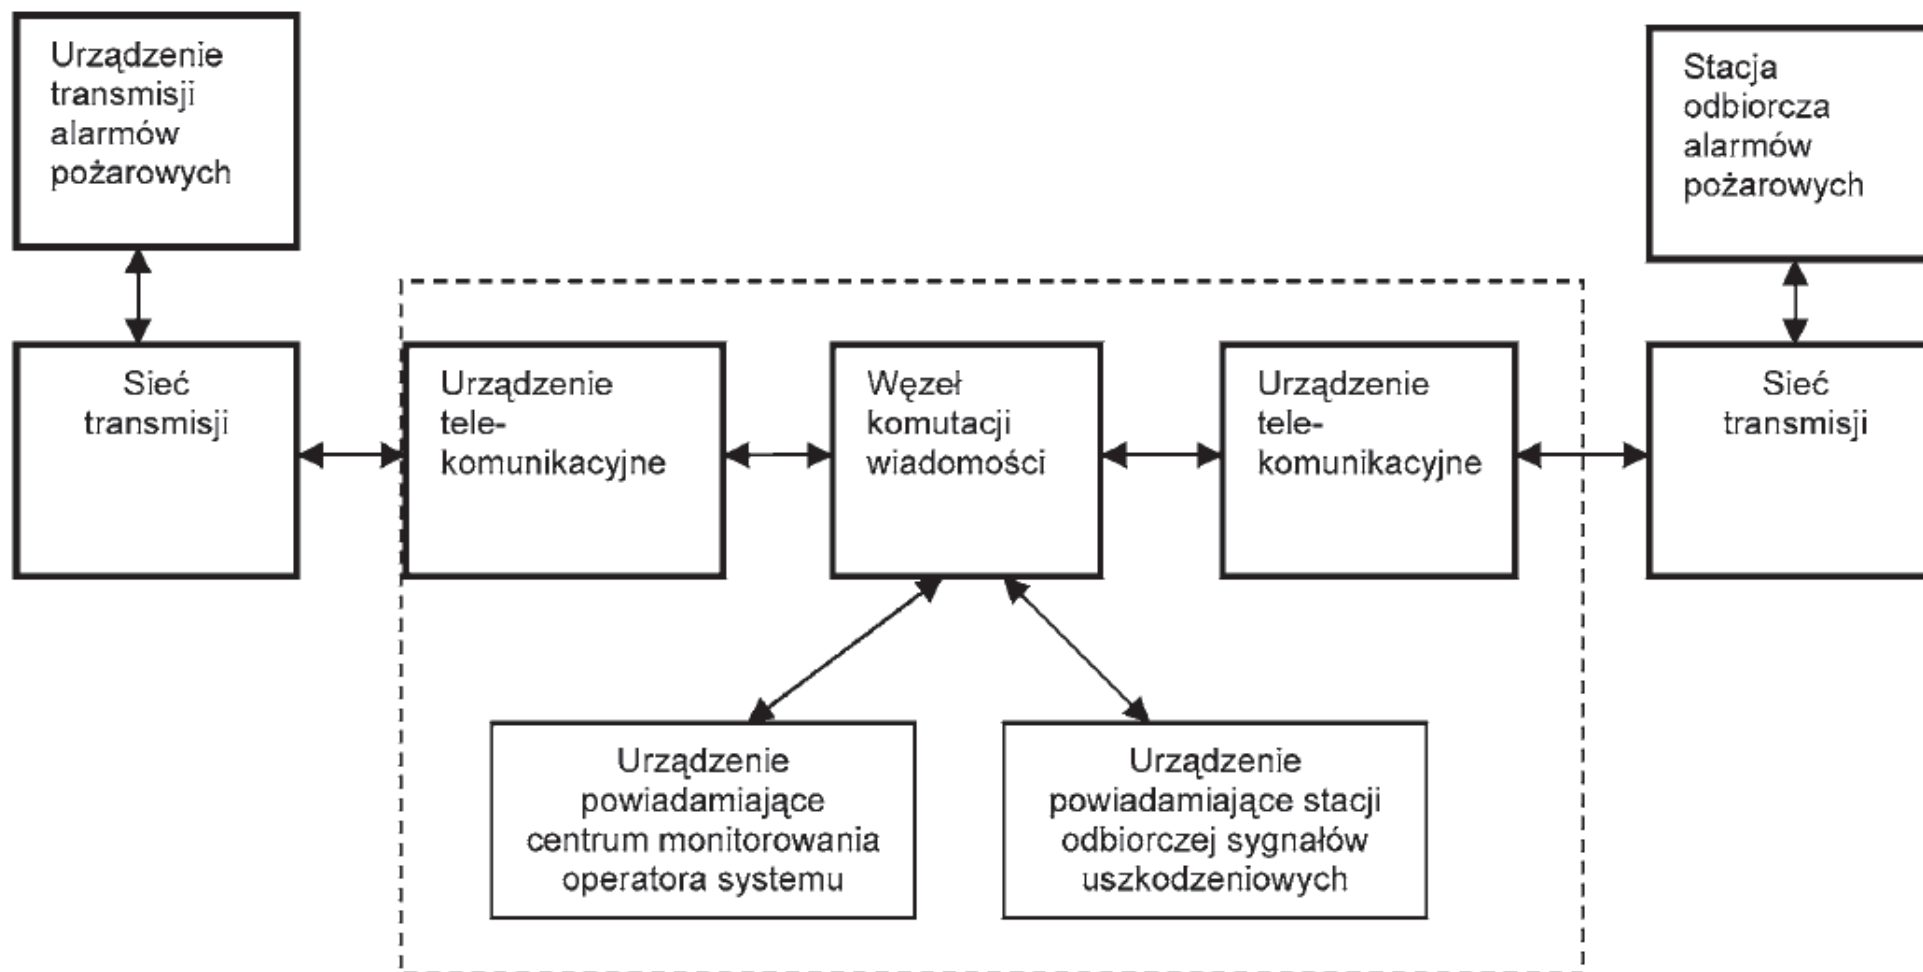 Urządzenie
transmisji
alarmów
pożarowych
Stacja
odbiorcza
alarmów
pożarowych
Sieć
transmisji
Urządzenie
tele-
komunikacyjne
Węzeł
komutacji
wiadomości
Urządzenie
tele-
komunikacyjne
Sieć
transmisji
Urządzenie
powiadamiające
centrum monitorowania
operatora systemu
Urządzenie
powiadamiające stacji
odbiorczej sygnałów
uszkodzeniowych